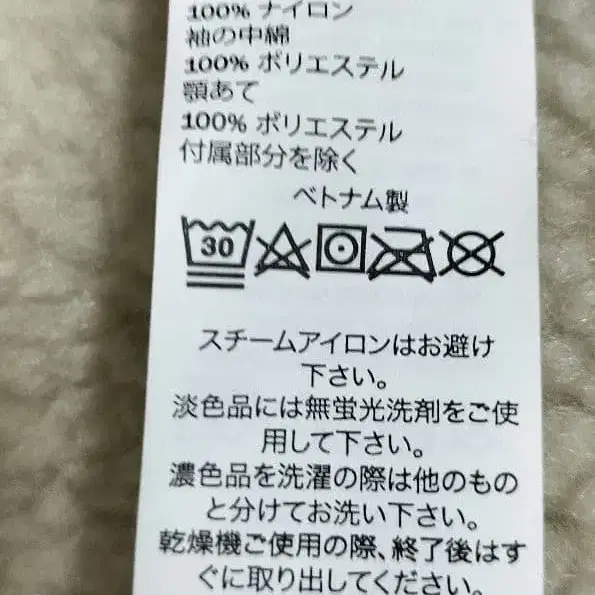 100% ナイロン
袖の中綿
100% ポリエステル
顎あて
100% ポリエステル
付属部分を除く
ベトナム製
30
スチームアイロンはお避け
下さい。
淡色品には無蛍光洗剤をご使
用して下さい。
濃色品を洗濯の際は他のもの
と分けてお洗い下さい。
乾燥機ご使用の際、終了後はす
ぐに取り出してください。